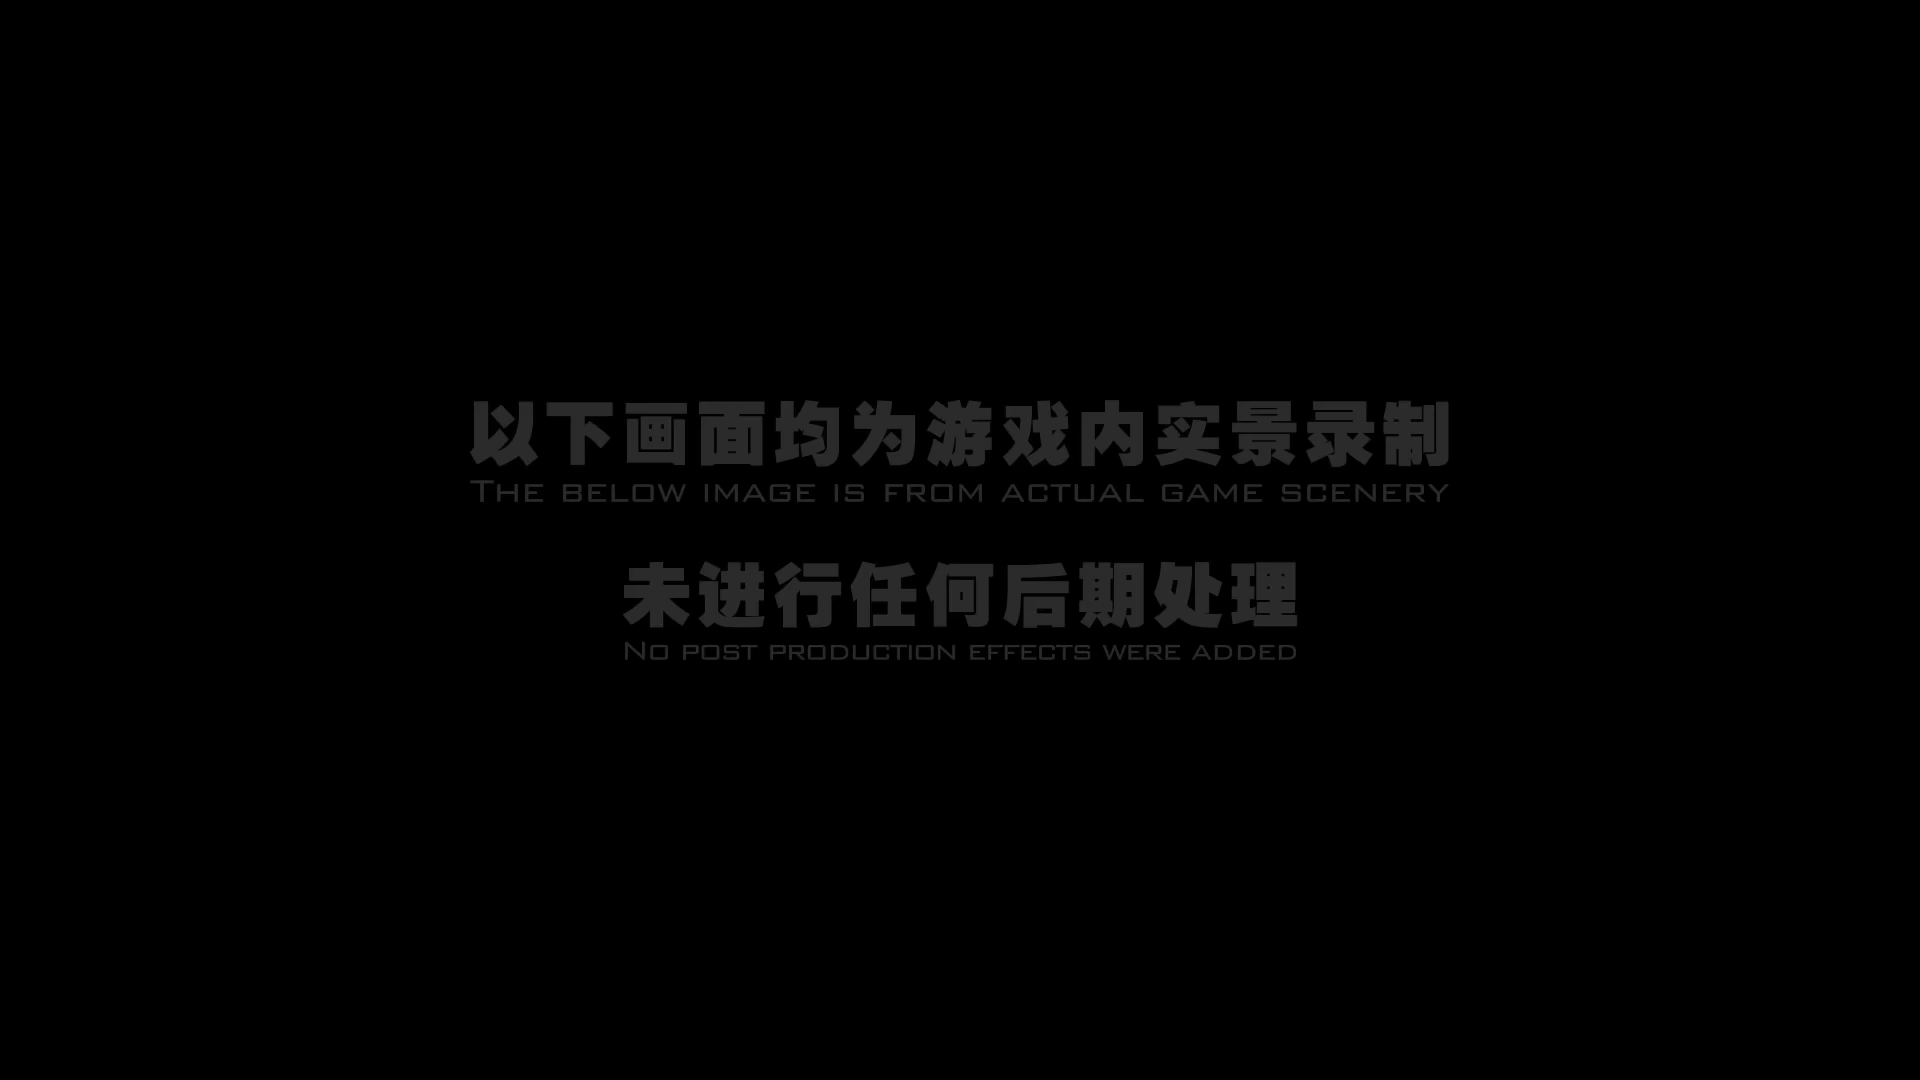 以下画面均为游戏内实景录制
The below image is from actual game scenery
未进行任何后期处理
No post production effects were added